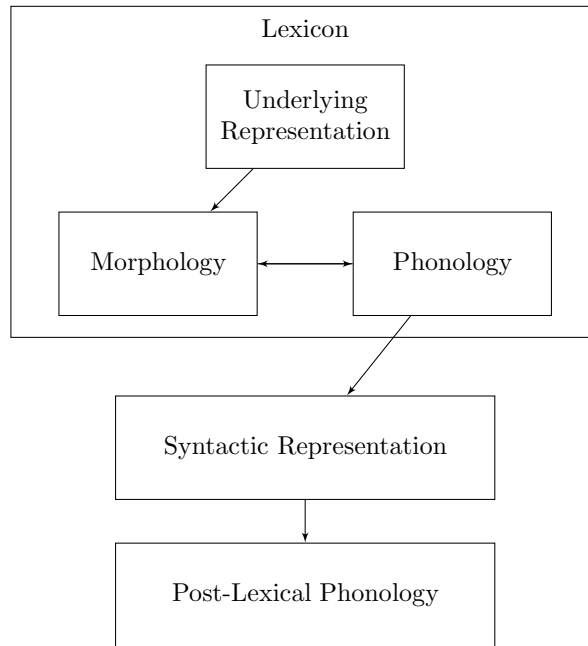 Lexicon
Underlying
Representation
Morphology
Phonology
Syntactic Representation
Post-Lexical Phonology